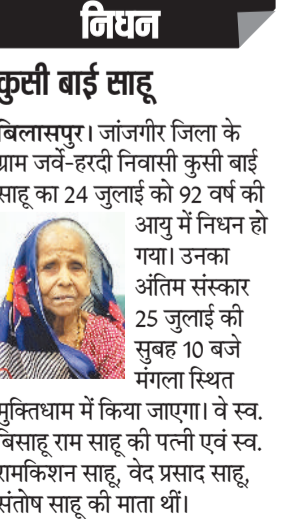 निधन
कुसी बाई साहू
बिलासपुर। जांजगीर जिला के
ग्राम जर्वे-हरदी निवासी कुसी बाई
साहू का 24 जुलाई को 92 वर्ष की
आयु में निधन हो
गया। उनका
अंतिम संस्कार
25 जुलाई की
सुबह 10 बजे
मंगला स्थित
मुक्तिधाम में किया जाएगा। वे स्व.
बिसाहू राम साहू की पत्नी एवं स्व.
रामकिशन साहू, वेद प्रसाद साहू,
संतोष साहू की माता थीं।